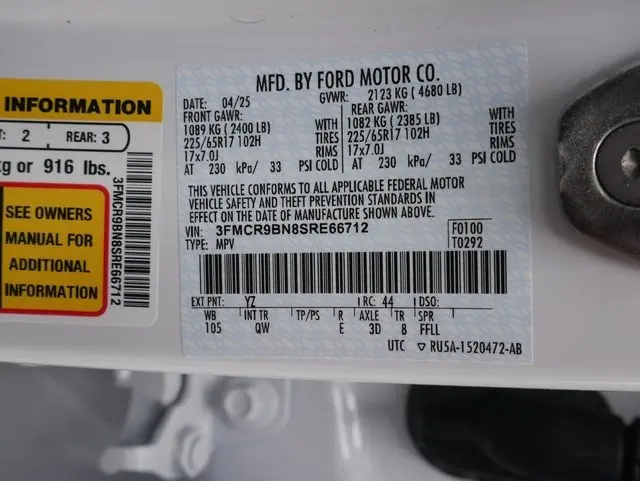 INFORMATION
: 2 REAR: 3
kg or 916 lbs.
SEE OWNERS
MANUAL FOR
ADDITIONAL
INFORMATION
3FMCR9BN8SRE66712
MFD. BY FORD MOTOR CO.
DATE: 04/25 GVWR: 2123 KG ( 4680 LB)
FRONT GAWR: REAR GAWR:
1089 KG ( 2400 LB) WITH 1082 KG ( 2385 LB) WITH
225/65R17 102H TIRES 225/65R17 102H TIRES
17x7.0J RIMS 17x7.0J RIMS
AT 230 kPa/ 33 PSI COLD AT 230 kPa/ 33 PSI COLD
THIS VEHICLE CONFORMS TO ALL APPLICABLE FEDERAL MOTOR
VEHICLE SAFETY AND THEFT PREVENTION STANDARDS IN
EFFECT ON THE DATE OF MANUFACTURE SHOWN ABOVE.
VIN: 3FMCR9BN8SRE66712 F0100
TYPE: MPV T0292
EXT PNT: YZ RC: 44 DSO:
WB INT TR TP/PS R AXLE TR SPR
105 QW E 3D 8 FFLL
UTC ▽ RU5A-1520472-AB